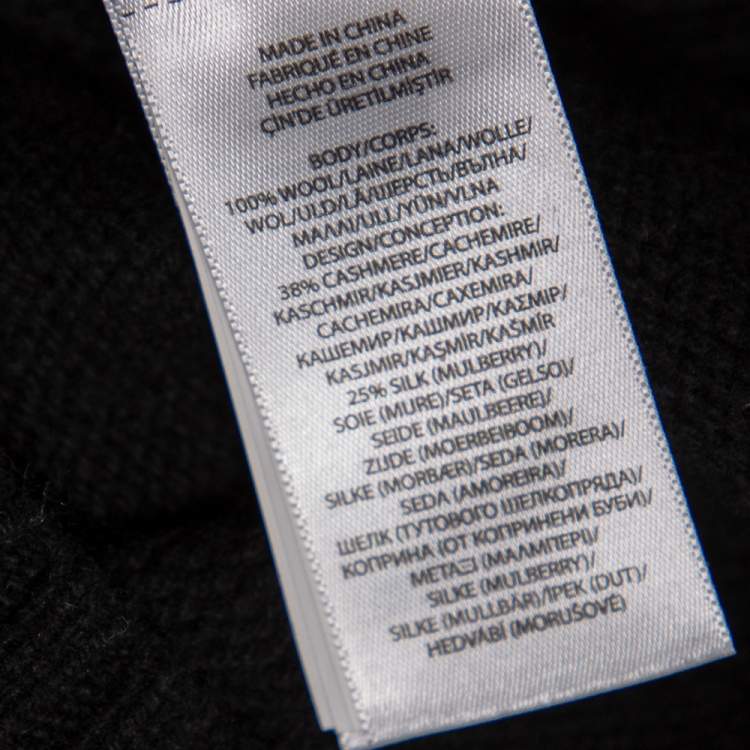 MADE IN CHINA
FABRIQUÉ EN CHINE
HECHO EN CHINA
ÇİN'DE ÜRETİLMİŞTİR
BODY/CORPS:
100% WOOL/LAINE/LANA/WOLLE/
WOL/ULD/LÃ/ШЕРСТЬ/ВЪЛНА/
ΜΑΛΛΙ/ULL/YÜN/VLNA
DESIGN/CONCEPTION:
38% CASHMERE/CACHEMIRE/
KASCHMIR/KASJMIER/KASHMIR/
CACHEMIRA/CAXEMIRA/
КАШЕМИР/КАШМИР/ΚΑΣΜΙΡ/
KASJMIR/KAŞMİR/KAŠMÍR
25% SILK (MULBERRY)/
SOIE (MURE)/SETA (GELSO)/
SEIDE (MAULBEERE)/
ZIJDE (MOERBEIBOOM)/
SILKE (MORBÆR)/SEDA (MORERA)/
SEDA (AMOREIRA)/
ШЕЛК (ТУТОВОГО ШЕЛКОПРЯДА)/
КОПРИНА (ОТ КОПРИНЕНИ БУБИ)/
SILKE (MULBERRY)/
SILKE (MULLBÄR)/İPEK (DUT)/
HEDVÁBÍ (MORUŠOVÉ)